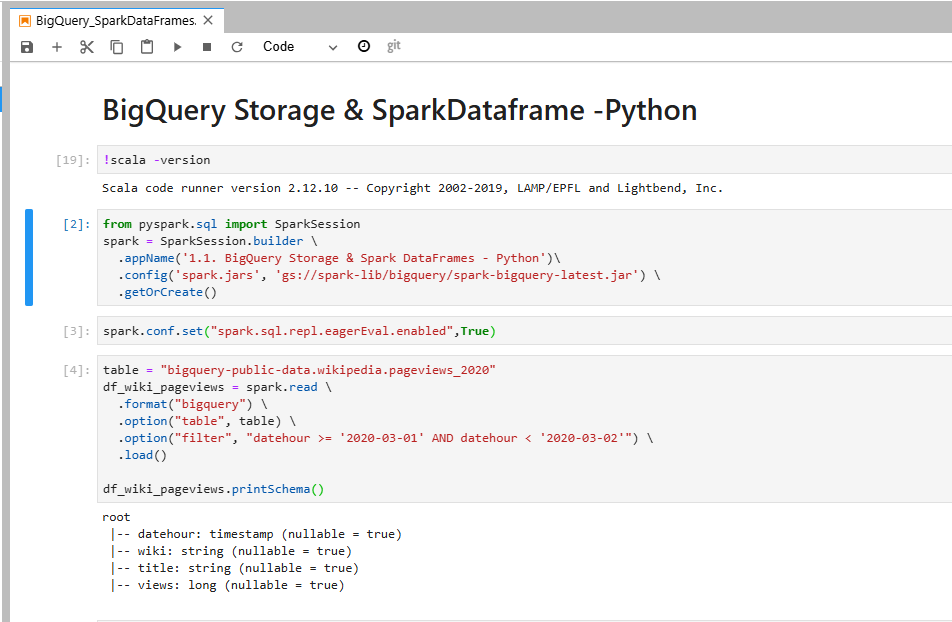 BigQuery_SparkDataFrames.
Code
git
BigQuery Storage & SparkDataframe -Python
[19]:
!scala -version
Scala code runner version 2.12.10 -- Copyright 2002-2019, LAMP/EPFL and Lightbend, Inc.
[2]:
from pyspark.sql import SparkSession
spark = SparkSession.builder \
  .appName('1.1. BigQuery Storage & Spark DataFrames - Python')\
  .config('spark.jars', 'gs://spark-lib/bigquery/spark-bigquery-latest.jar') \
  .getOrCreate()
[3]:
spark.conf.set("spark.sql.repl.eagerEval.enabled",True)
[4]:
table = "bigquery-public-data.wikipedia.pageviews_2020"
df_wiki_pageviews = spark.read \
  .format("bigquery") \
  .option("table", table) \
  .option("filter", "datehour >= '2020-03-01' AND datehour < '2020-03-02'") \
  .load()
df_wiki_pageviews.printSchema()
root
 |-- datehour: timestamp (nullable = true)
 |-- wiki: string (nullable = true)
 |-- title: string (nullable = true)
 |-- views: long (nullable = true)